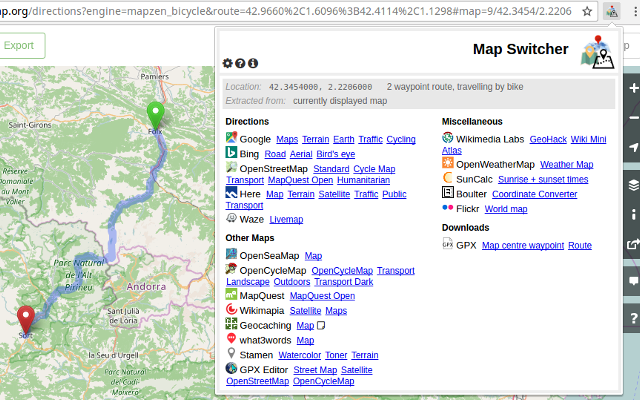 ap.org/directions?engine=mapzen_bicycle&route=42.9660%2C1.6096%3B42.4114%2C1.1298#map=9/42.3454/2.2206
Export
Map Switcher
Location: 42.3454000, 2.2206000 2 waypoint route, travelling by bike
Extracted from: currently displayed map
Directions
Google Maps Terrain Earth Traffic Cycling
Bing Road Aerial Bird's eye
OpenStreetMap Standard Cycle Map
Transport MapQuest Open Humanitarian
Here Map Terrain Satellite Traffic Public
Transport
Waze Livemap
Other Maps
OpenSeaMap Map
OpenCycleMap OpenCycleMap Transport
Landscape Outdoors Transport Dark
MapQuest MapQuest Open
Wikimapia Satellite Maps
Geocaching Map
what3words Map
Stamen Watercolor Toner Terrain
GPX Editor Street Map Satellite
OpenStreetMap OpenCycleMap
Miscellaneous
Wikimedia Labs GeoHack Wiki Mini
Atlas
OpenWeatherMap Weather Map
SunCalc Sunrise + sunset times
Boulter Coordinate Converter
Flickr World map
Downloads
GPX GPX Map centre waypoint Route
Pamiers
Saint-Girons
Foix
Parc Natural
de l'Alt
Pirineu
Andorra
Sant Julià
de Lòria
Sort
la Seu d'Urgell
Parc Natural